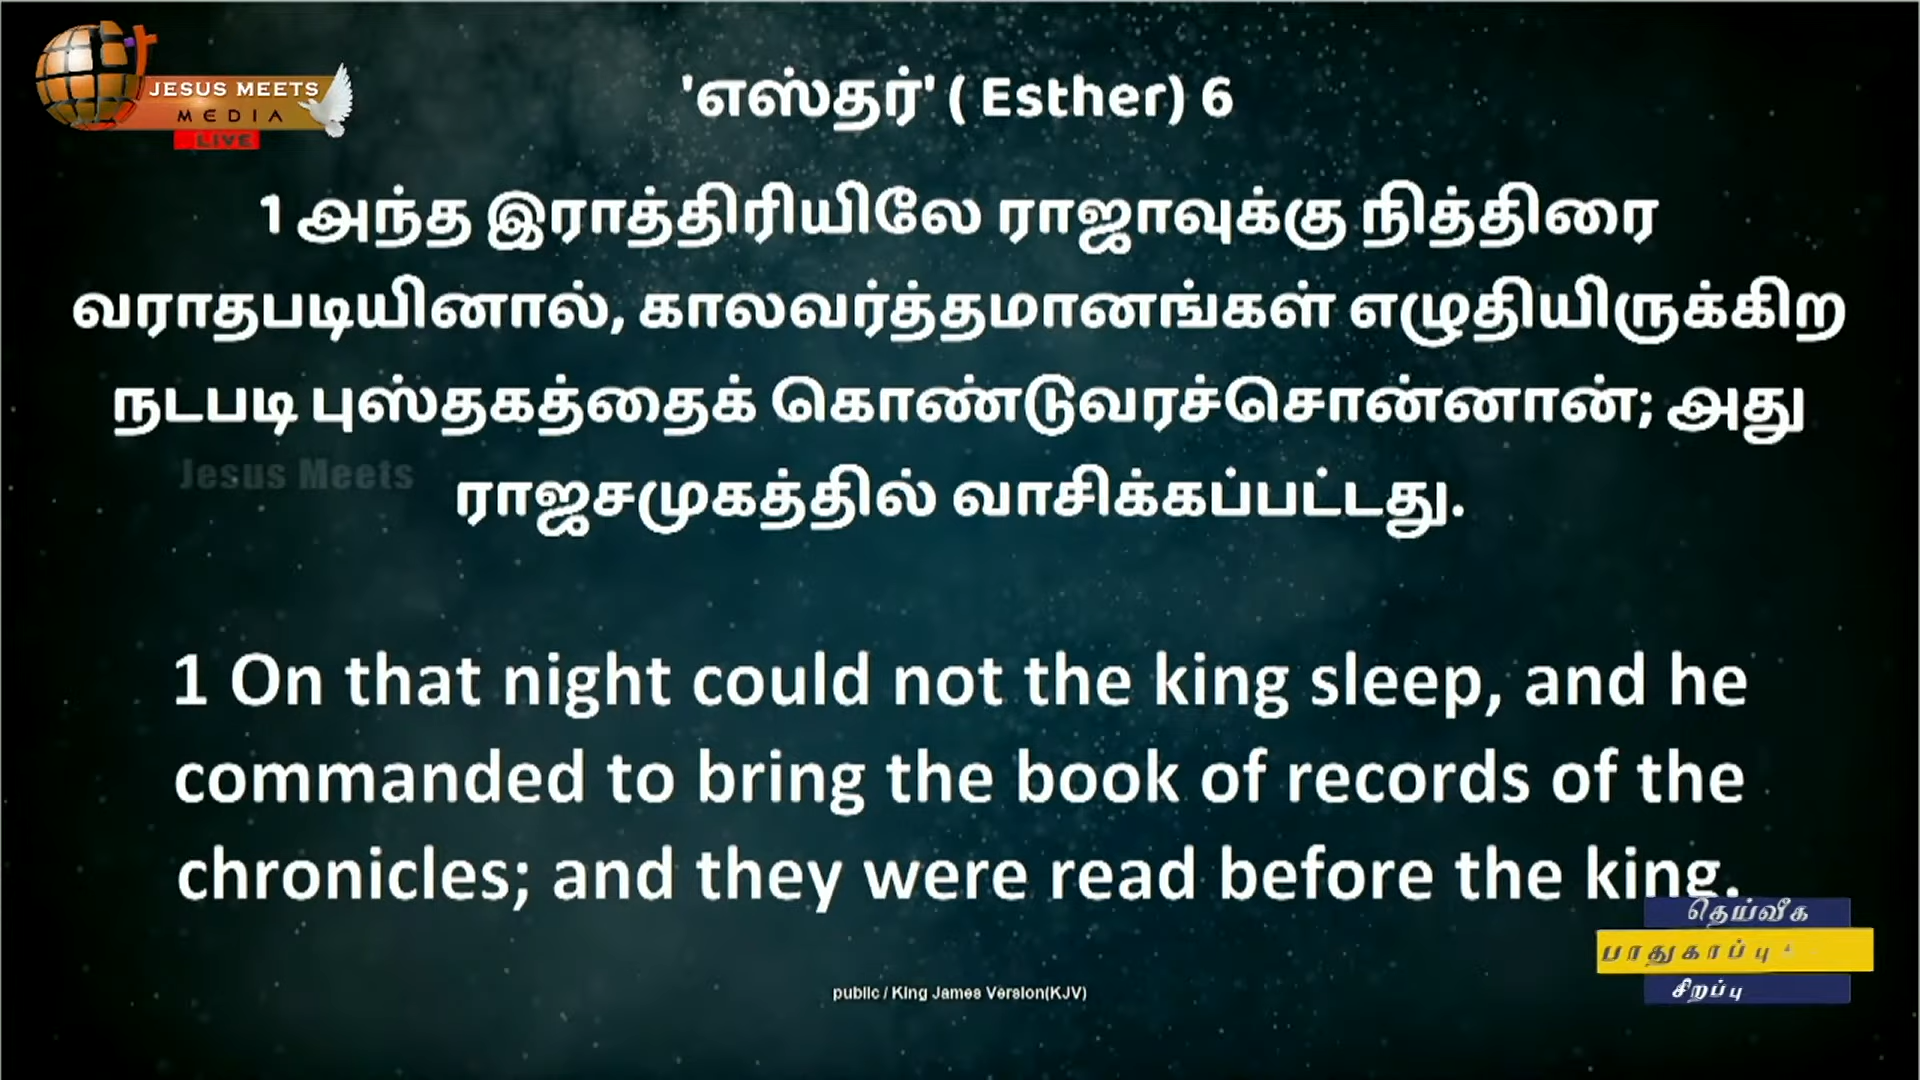 JESUS MEETS
MEDIA
LIVE
'எஸ்தர்' ( Esther) 6
1 அந்த இராத்திரியிலே ராஜாவுக்கு நித்திரை
வராதபடியினால், காலவர்த்தமானங்கள் எழுதியிருக்கிற
நடபடி புஸ்தகத்தைக் கொண்டுவரச்சொன்னான்; அது
Jesus Meets
ராஜசமுகத்தில் வாசிக்கப்பட்டது.
1 On that night could not the king sleep, and he
commanded to bring the book of records of the
chronicles; and they were read before the king.
தெய்வீக
பாதுகாப்பு
சிறப்பு
public / King James Version(KJV)